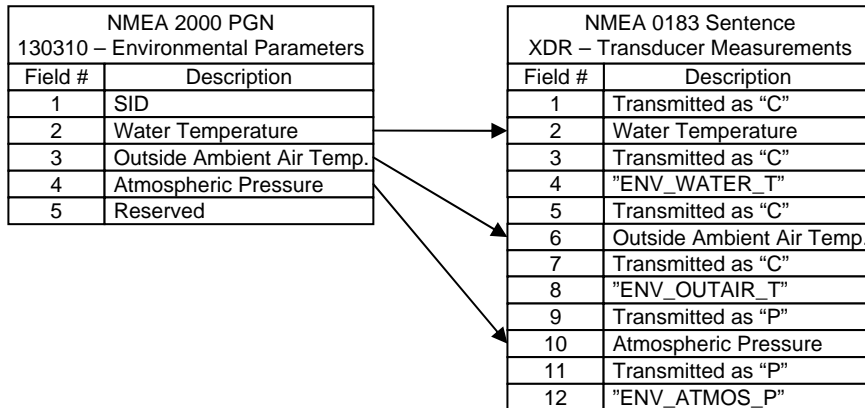 NMEA 2000 PGN
130310 – Environmental Parameters
Field # Description
1 SID
2 Water Temperature
3 Outside Ambient Air Temp.
4 Atmospheric Pressure
5 Reserved
NMEA 0183 Sentence
XDR – Transducer Measurements
Field # Description
1 Transmitted as “C”
2 Water Temperature
3 Transmitted as “C”
4 ”ENV_WATER_T”
5 Transmitted as “C”
6 Outside Ambient Air Temp.
7 Transmitted as “C”
8 ”ENV_OUTAIR_T”
9 Transmitted as “P”
10 Atmospheric Pressure
11 Transmitted as “P”
12 ”ENV_ATMOS_P”